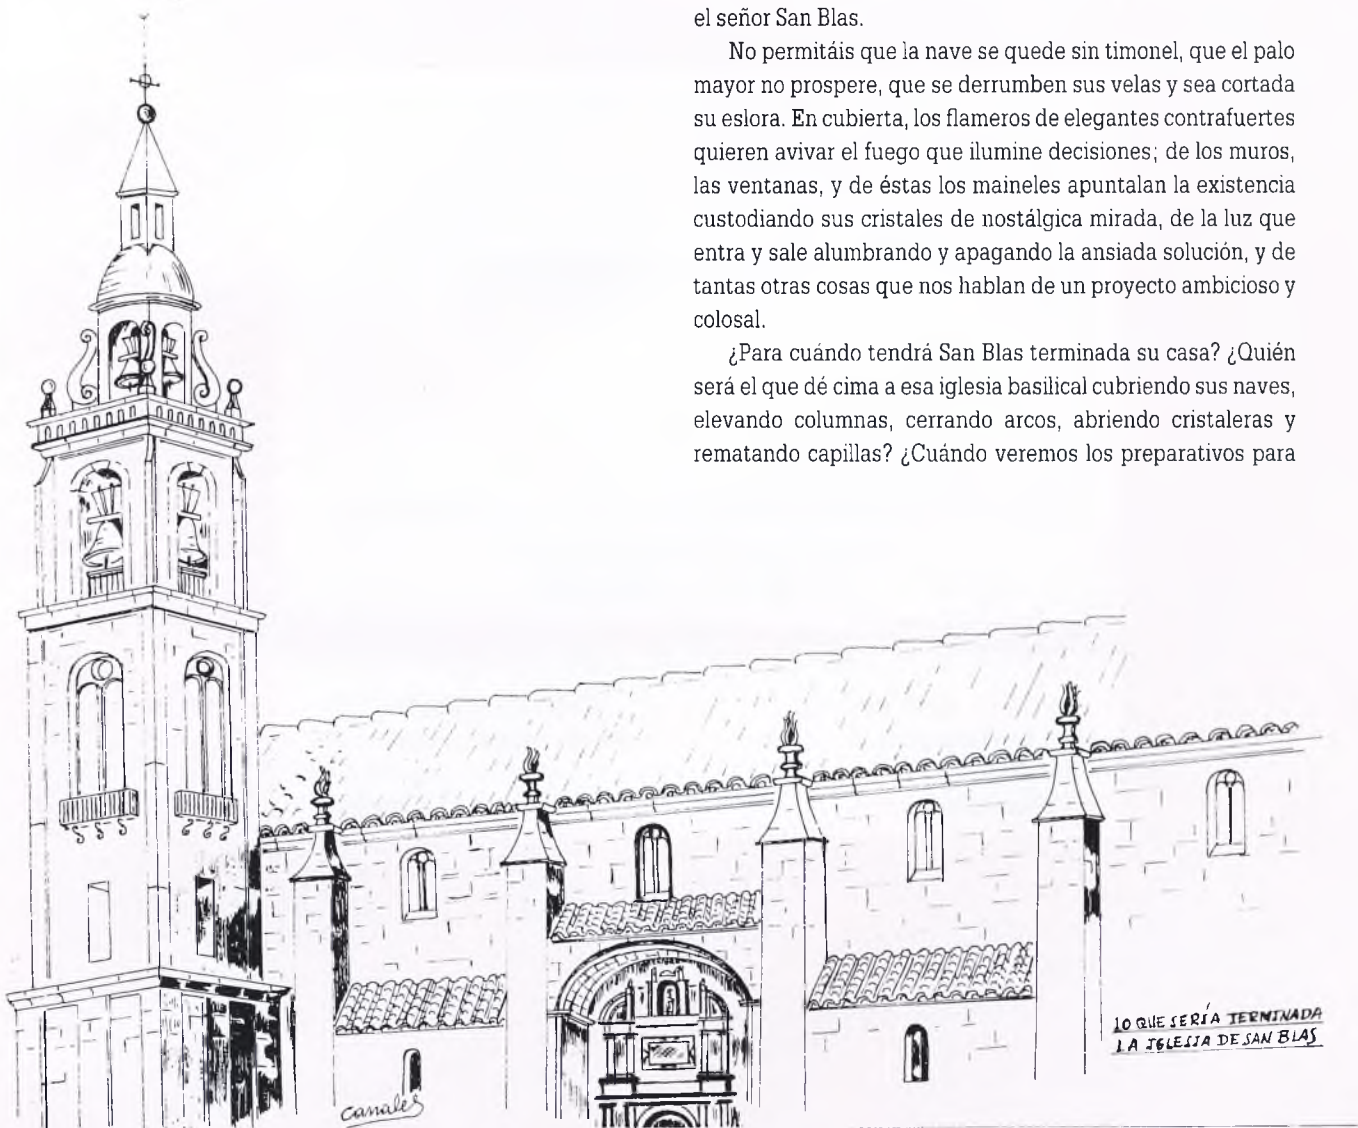 el señor San Blas.
No permitáis que la nave se quede sin timonel, que el palo
mayor no prospere, que se derrumben sus velas y sea cortada
su eslora. En cubierta, los flameros de elegantes contrafuertes
quieren avivar el fuego que ilumine decisiones; de los muros,
las ventanas, y de éstas los maineles apuntalan la existencia
custodiando sus cristales de nostálgica mirada, de la luz que
entra y sale alumbrando y apagando la ansiada solución, y de
tantas otras cosas que nos hablan de un proyecto ambicioso y
colosal.
¿Para cuándo tendrá San Blas terminada su casa? ¿Quién
será el que dé cima a esa iglesia basilical cubriendo sus naves,
elevando columnas, cerrando arcos, abriendo cristaleras y
rematando capillas? ¿Cuándo veremos los preparativos para
LO QUE SERÍA TERMINADA
LA IGLESIA DE SAN BLAS
Canales